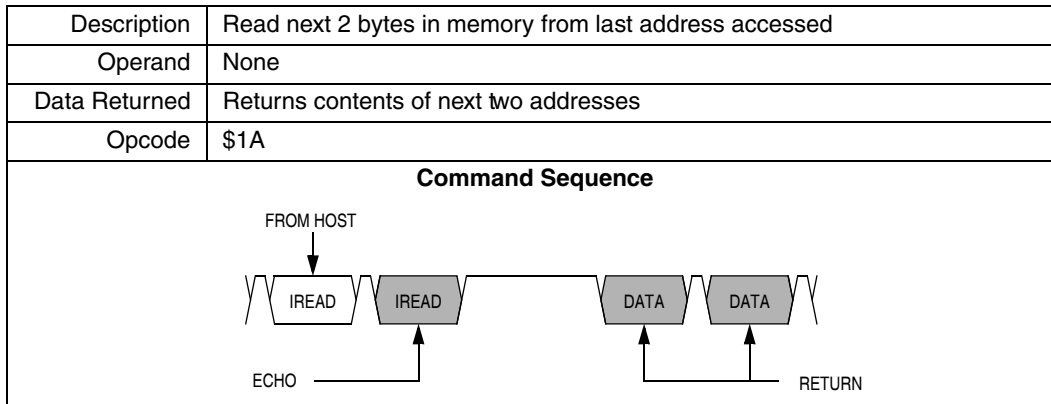 Description Read next 2 bytes in memory from last address accessed
Operand None
Data Returned Returns contents of next two addresses
Opcode $1A
Command Sequence
FROM HOST
IREAD IREAD DATA DATA
ECHO RETURN